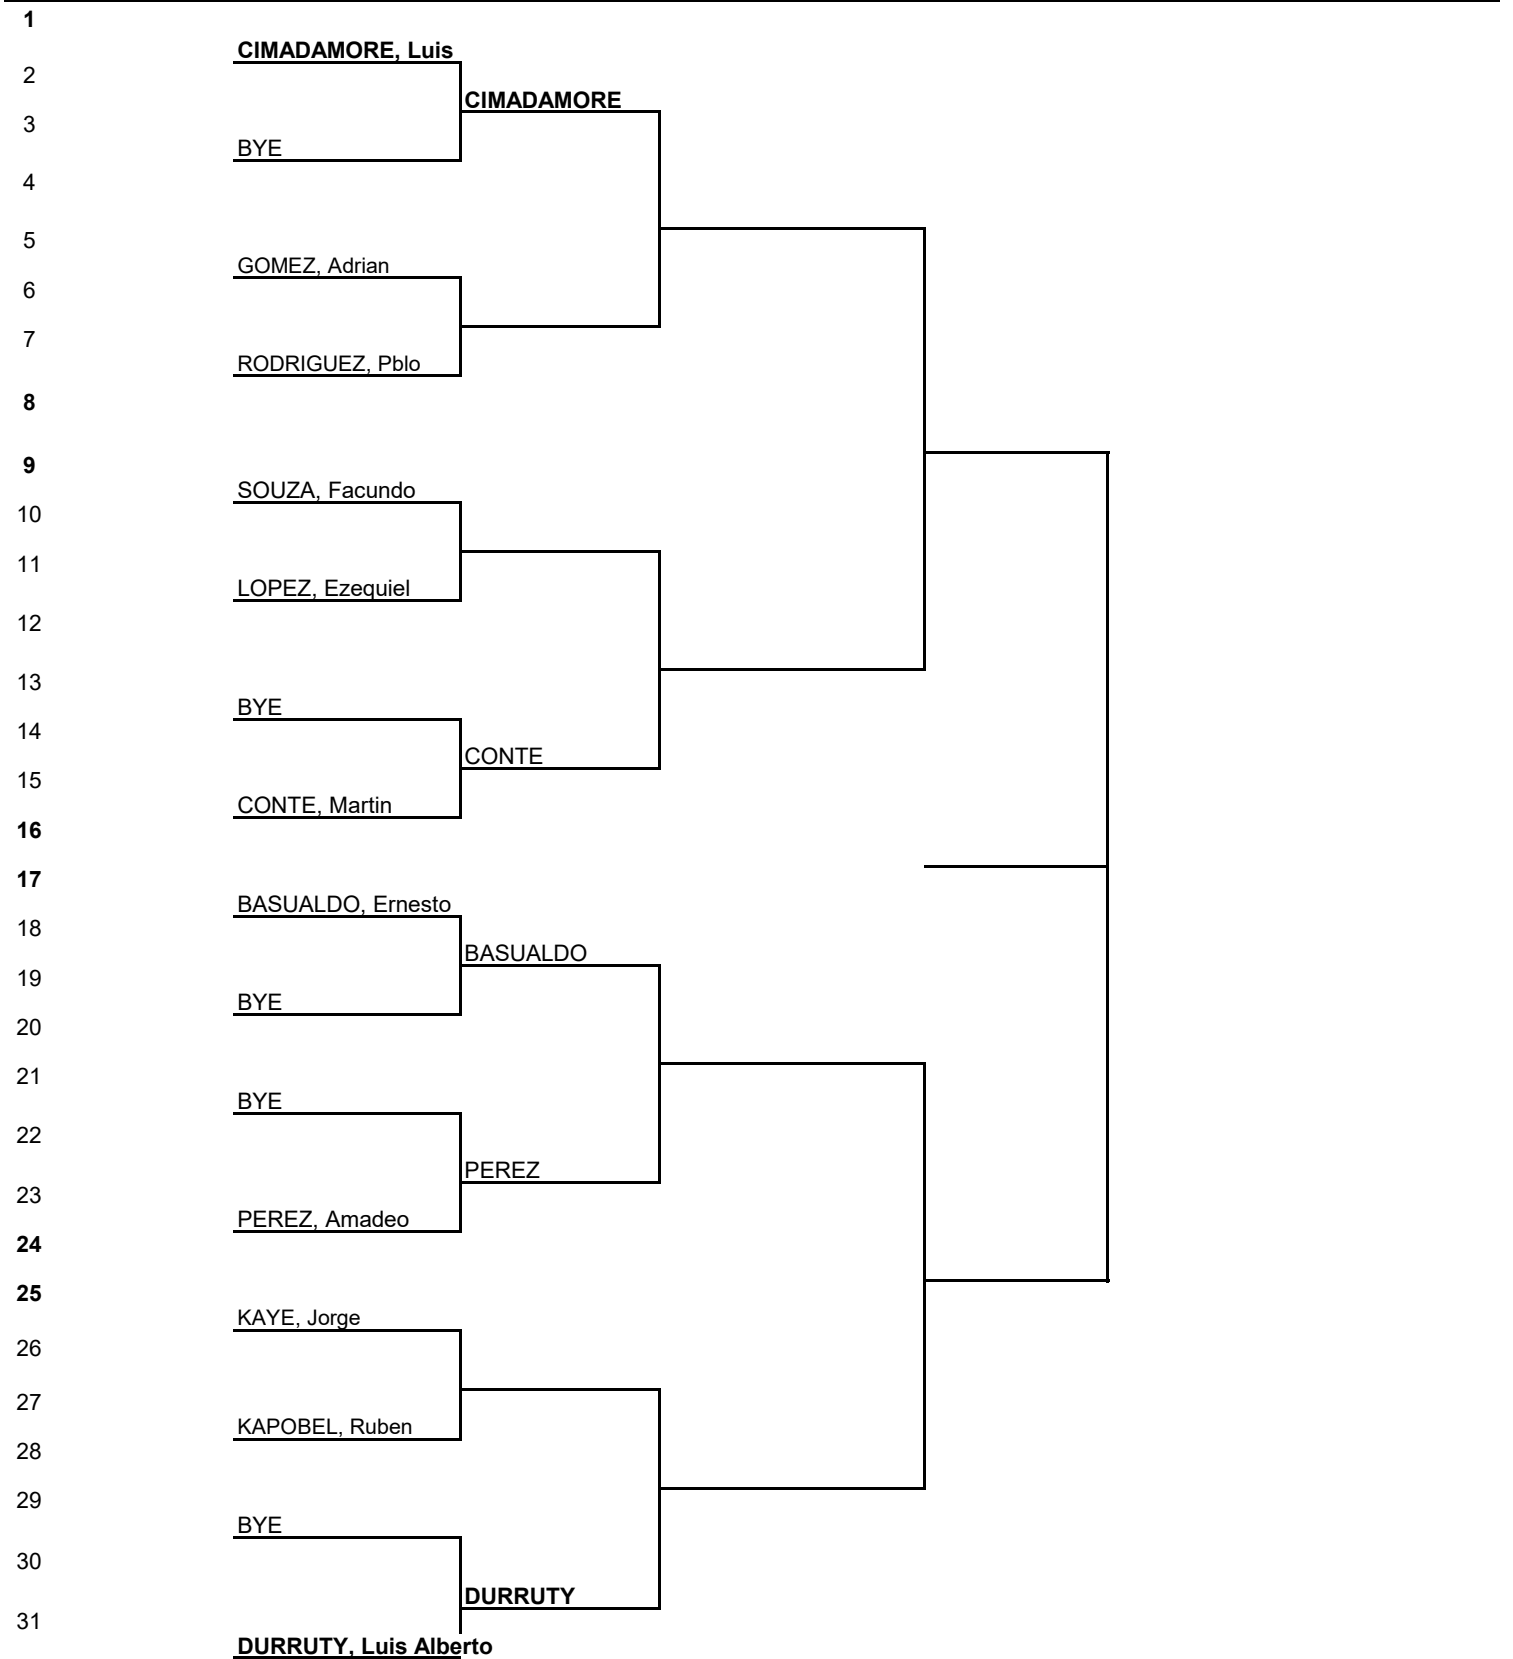 1
CIMADAMORE, Luis
2
CIMADAMORE
3
BYE
4
5
GOMEZ, Adrian
6
7
RODRIGUEZ, Pblo
8
9
SOUZA, Facundo
10
11
LOPEZ, Ezequiel
12
13
BYE
14
CONTE
15
CONTE, Martin
16
17
BASUALDO, Ernesto
18
BASUALDO
19
BYE
20
21
BYE
22
PEREZ
23
PEREZ, Amadeo
24
25
KAYE, Jorge
26
27
KAPOBEL, Ruben
28
29
BYE
30
DURRUTY
31
DURRUTY, Luis Alberto